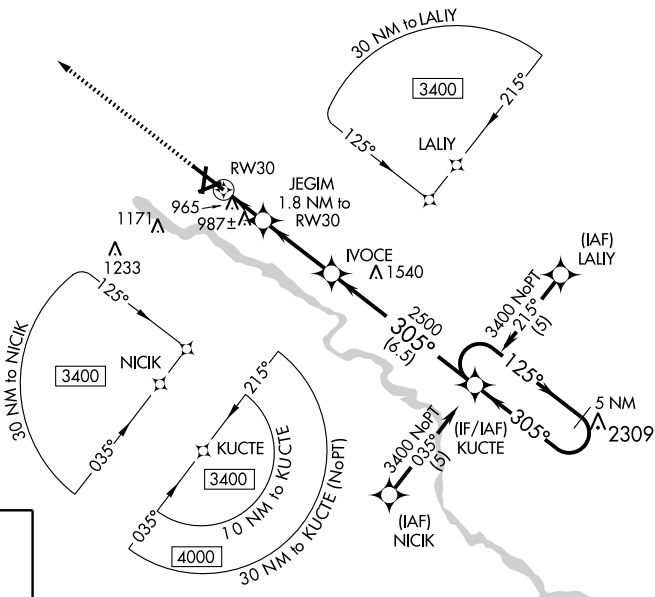 30 NM to LALIY
3400
215°
125°
LALIY
RW30
JEGIM
1.8 NM to
RW30
965
987±
1171
1233
IVOCE
1540
(IAF)
LALIY
3400 NoPT
215°
(5)
2500
305°
(6.5)
125°
305°
5 NM
2309
(IF/IAF)
KUCTE
3400 NoPT
035°
(5)
(IAF)
NICIK
30 NM to NICIK
125°
3400
NICIK
035°
215°
KUCTE
3400
10 NM to KUCTE
4000
30 NM to KUCTE (NoPT)
035°